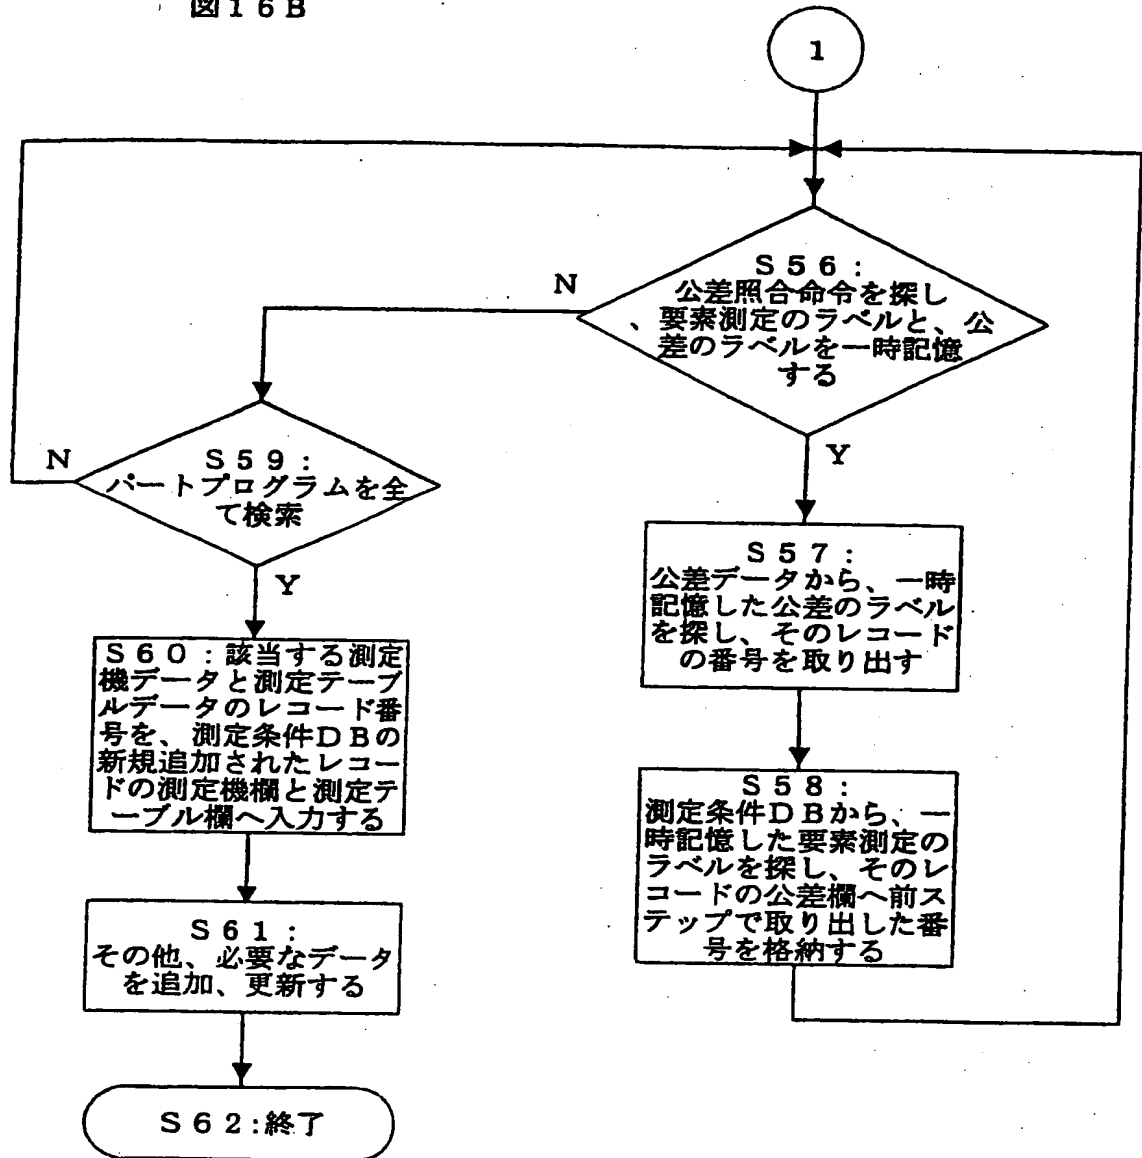 図16B
1
S56:
公差照合命令を探し
、要素測定のラベルと、公
差のラベルを一時記憶
する
N
Y
S59:
パートプログラムを全
て検索
N
Y
S57:
公差データから、一時
記憶した公差のラベル
を探し、そのレコード
の番号を取り出す
S60:該当する測定
機データと測定テーブ
ルデータのレコード番
号を、測定条件DBの
新規追加されたレコー
ドの測定機欄と測定テ
ーブル欄へ入力する
S58:
測定条件DBから、一
時記憶した要素測定の
ラベルを探し、そのレ
コードの公差欄へ前ス
テップで取り出した番
号を格納する
S61:
その他、必要なデータ
を追加、更新する
S62:終了